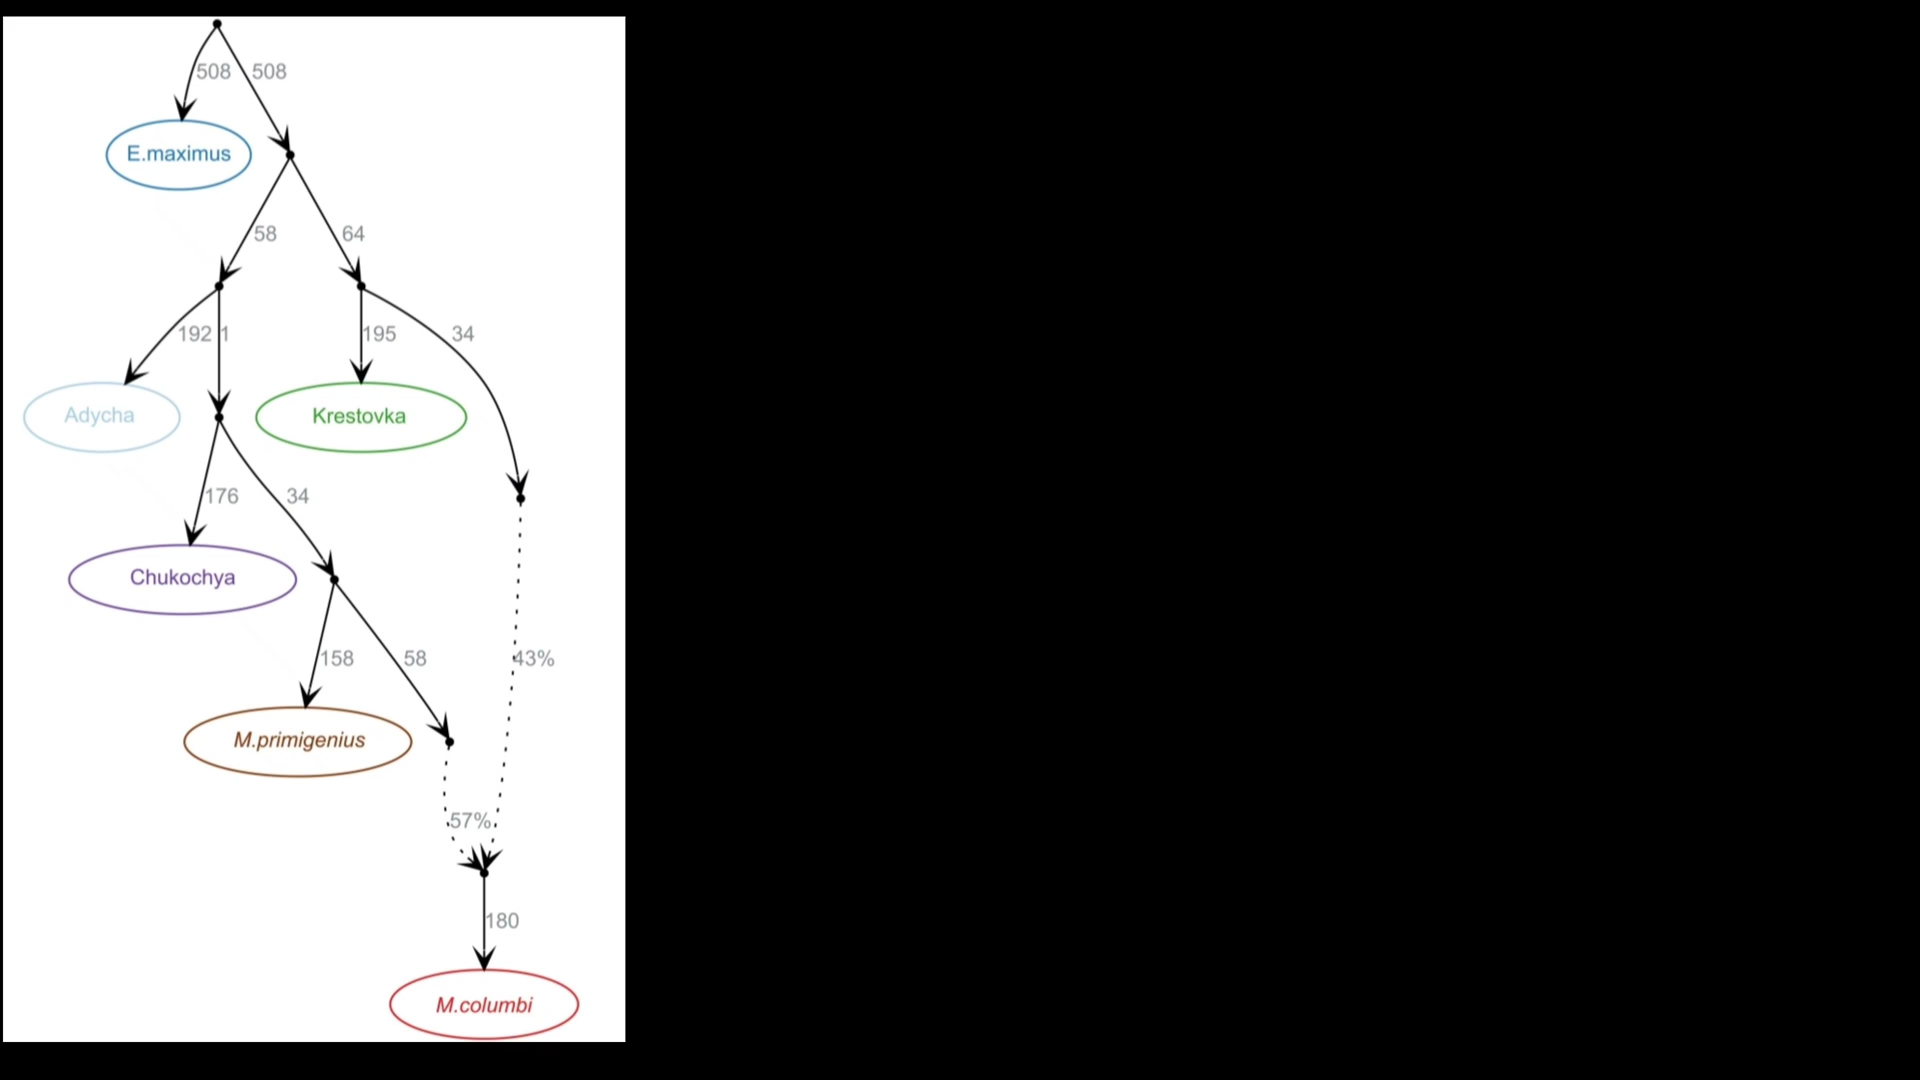 508 508
E.maximus
58 64
192 1 195 34
Adycha Krestovka
176 34
Chukochya
158 58 43%
M.primigenius
57%
180
M.columbi